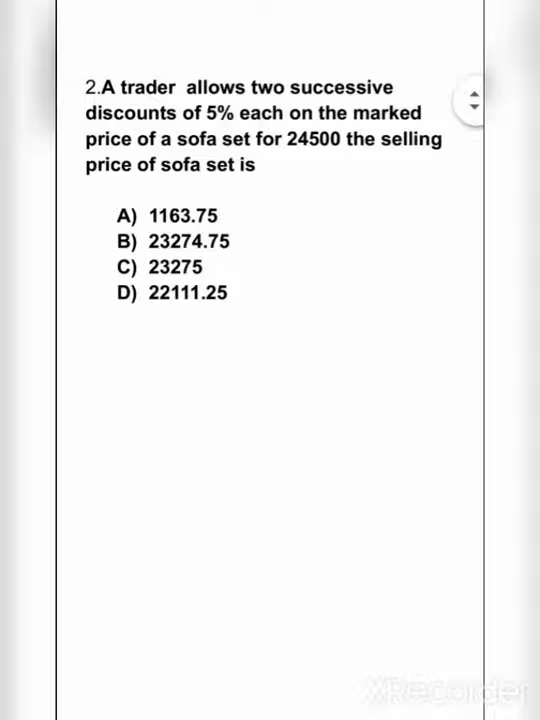 2.A trader allows two successive
discounts of 5% each on the marked
price of a sofa set for 24500 the selling
price of sofa set is
A) 1163.75
B) 23274.75
C) 23275
D) 22111.25
XRecorder